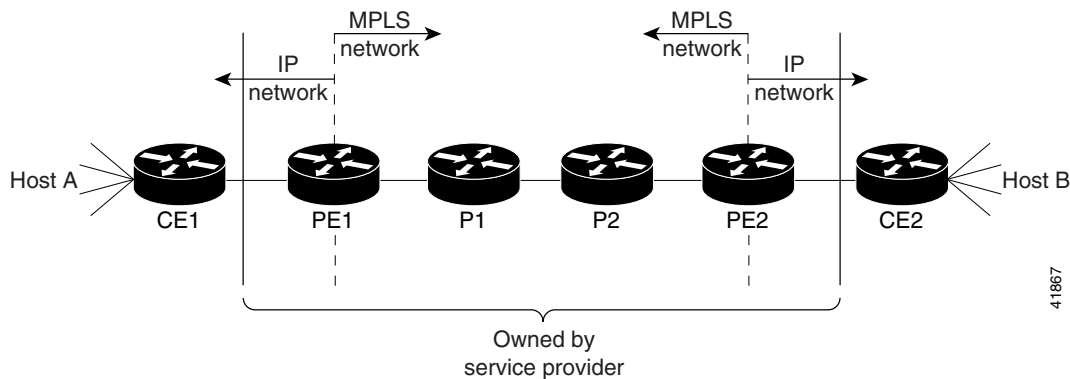 MPLS
network
MPLS
network
IP
network
IP
network
Host A
Host B
CE1
PE1
P1
P2
PE2
CE2
41867
Owned by
service provider